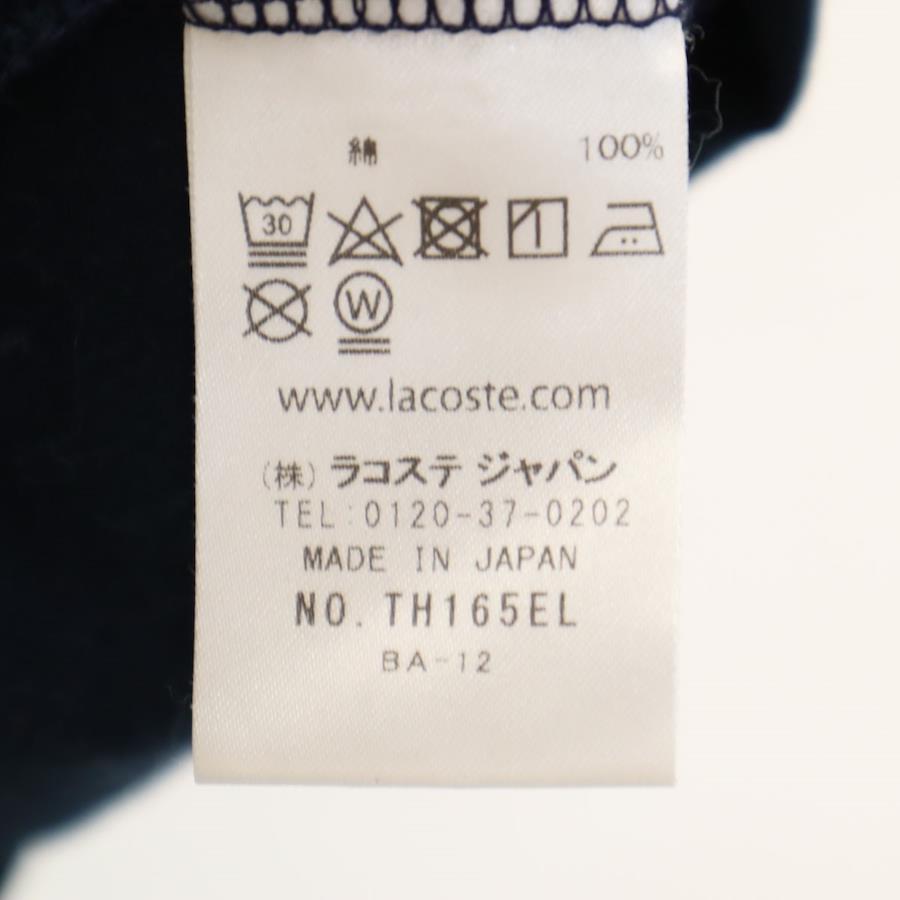 綿 100%
30
W
www.lacoste.com
（株）ラコステ ジャパン
TEL:0120-37-0202
MADE IN JAPAN
NO. TH165EL
BA-12